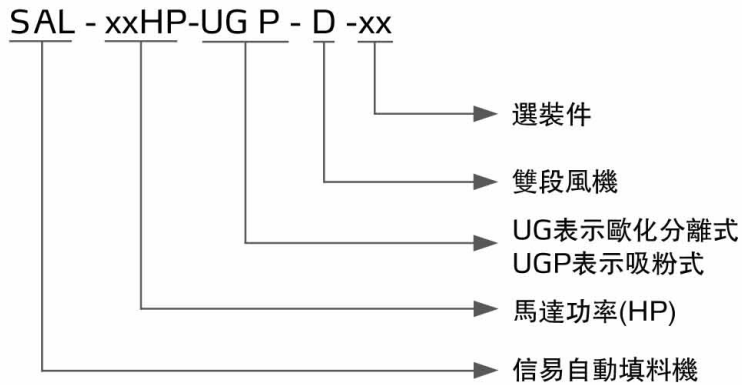 SAL - xxHP-UG P - D -xx
選裝件
雙段風機
UG表示歐化分離式
UGP表示吸粉式
馬達功率(HP)
信易自動填料機